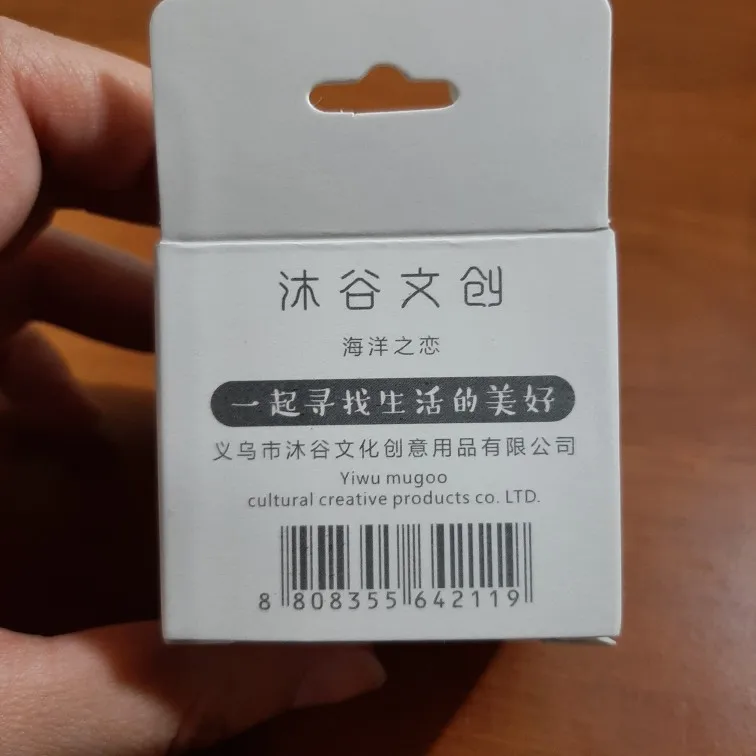 沐谷文创
海洋之恋
一起寻找生活的美好
义乌市沐谷文化创意用品有限公司
Yiwu mugoo
cultural creative products co. LTD.
8 808355 642119